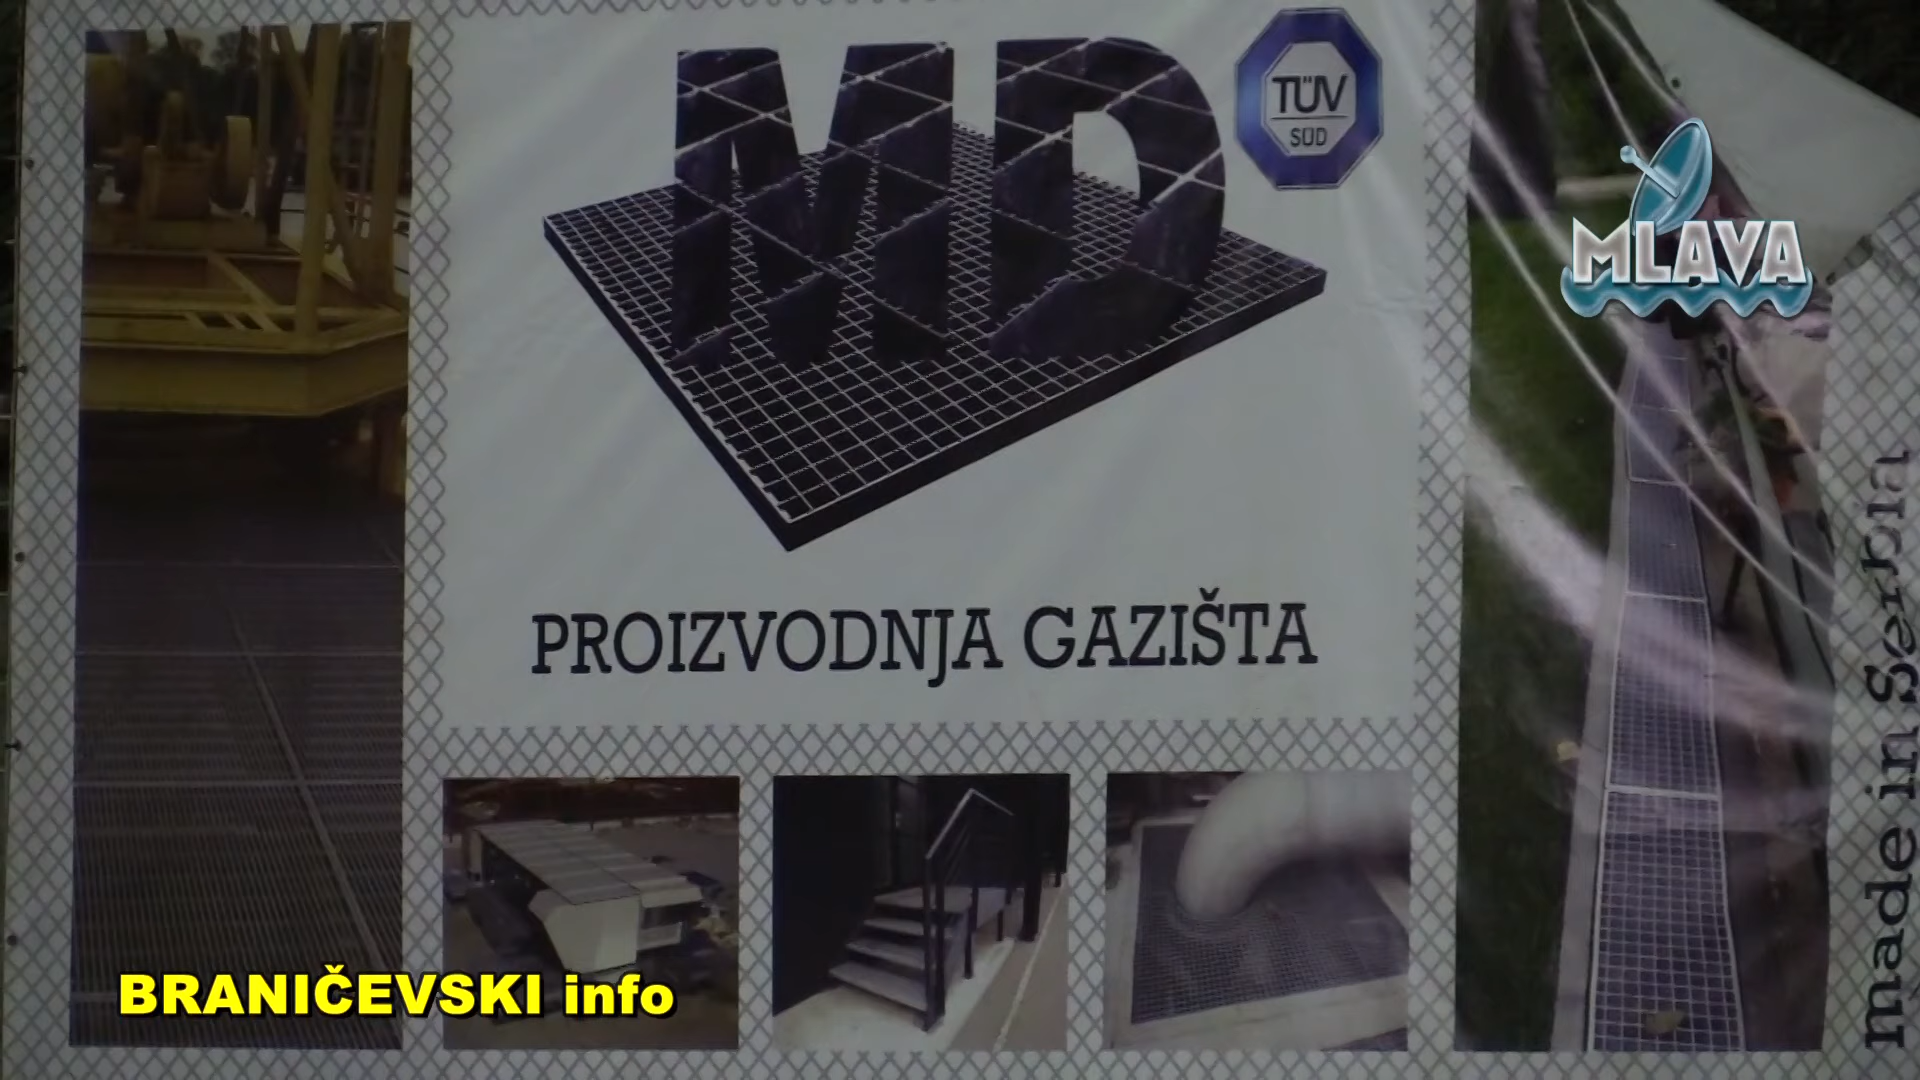 MD
TÜV
SÜD
MLAVA
PROIZVODNJA GAZIŠTA
made in Serbia
BRANIČEVSKI info